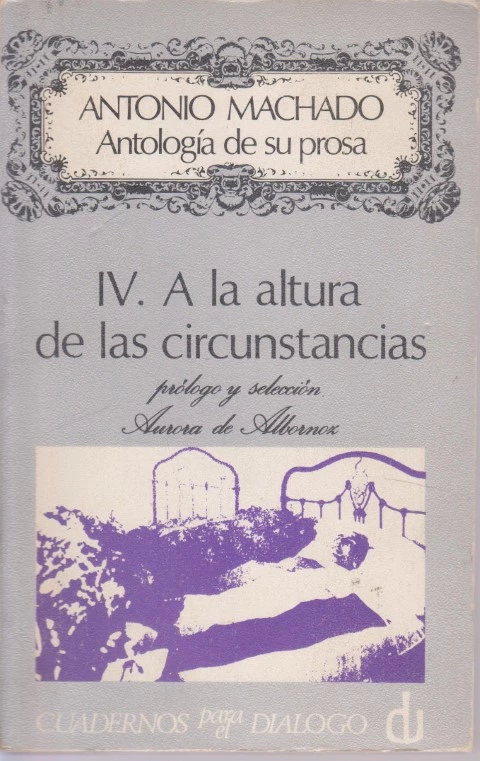 ANTONIO MACHADO
Antología de su prosa
IV. A la altura
de las circunstancias
prólogo y selección
Aurora de Albornoz
CUADERNOS para el DIALOGO